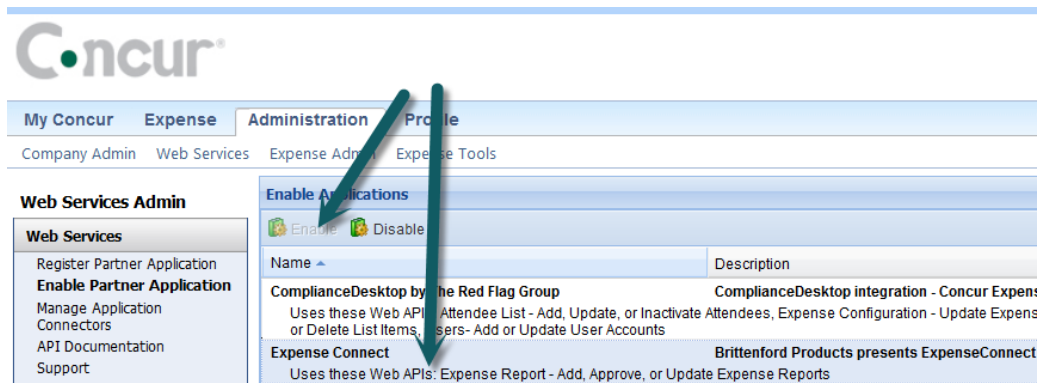 Concur®
My Concur Expense Administration Profile
Company Admin Web Services Expense Admin Expense Tools
Web Services Admin
Web Services
Register Partner Application
Enable Partner Application
Manage Application
Connectors
API Documentation
Support
Enable Applications
Enable Disable
Name Description
ComplianceDesktop by The Red Flag Group ComplianceDesktop integration - Concur Expens
Uses these Web APIs: Attendee List - Add, Update, or Inactivate Attendees, Expense Configuration - Update Expens
or Delete List Items, Users- Add or Update User Accounts
Expense Connect Brittenford Products presents ExpenseConnect
Uses these Web APIs: Expense Report - Add, Approve, or Update Expense Reports